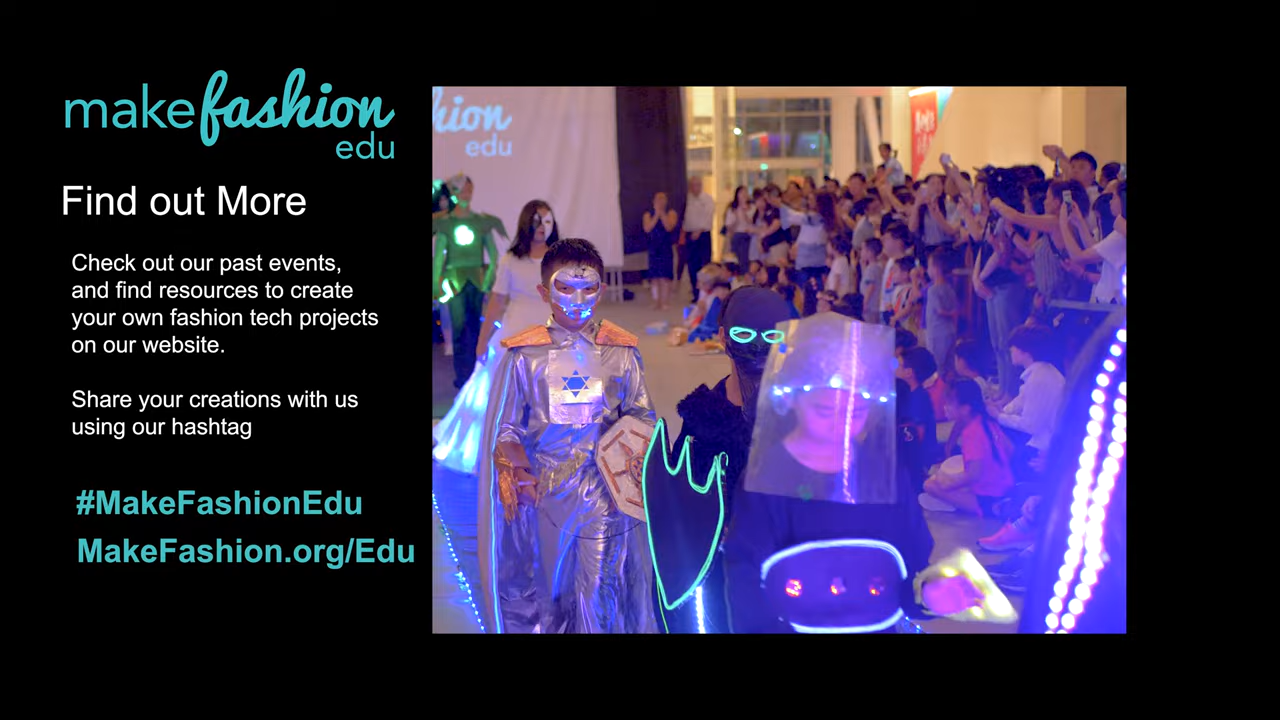 makefashion
edu
Find out More
Check out our past events,
and find resources to create
your own fashion tech projects
on our website.
Share your creations with us
using our hashtag
#MakeFashionEdu
MakeFashion.org/Edu
hion
edu